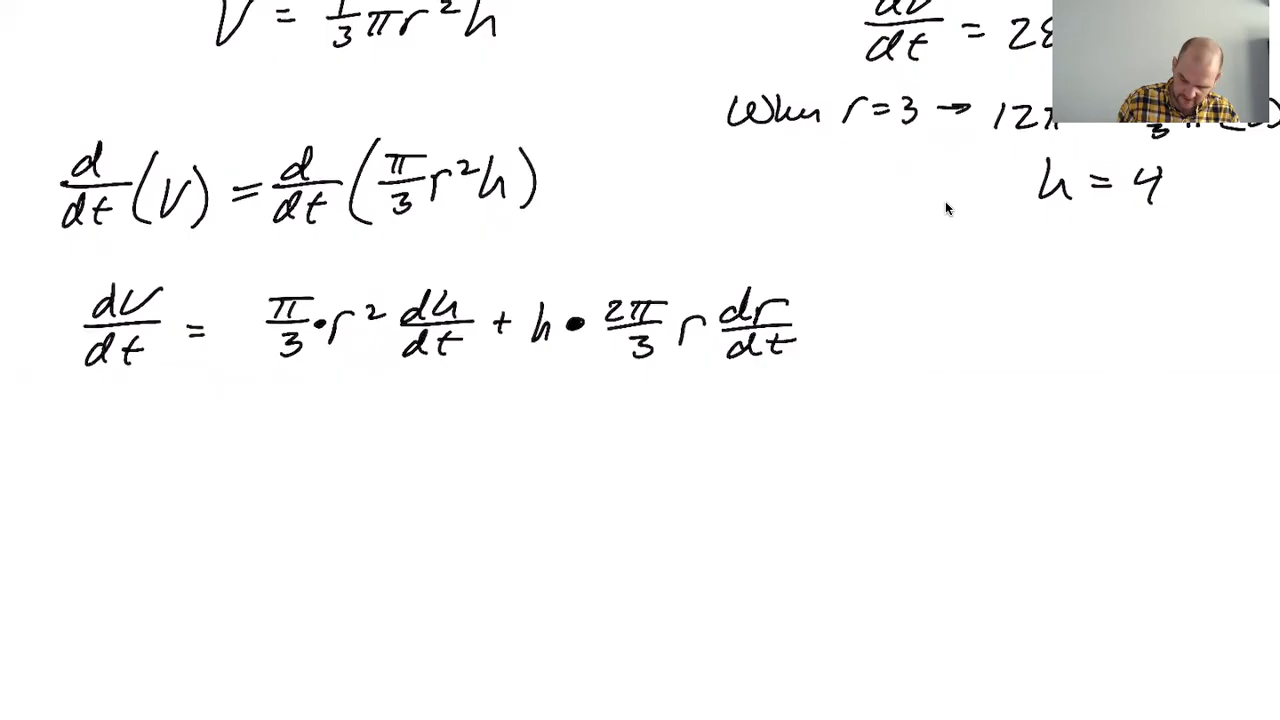 V = 1/3 πr²h
dV/dt = 28
When r = 3 → 12π
h = 4
d/dt (V) = d/dt (π/3 r²h)
dV/dt = π/3 • r² dh/dt + h • 2π/3 r dr/dt